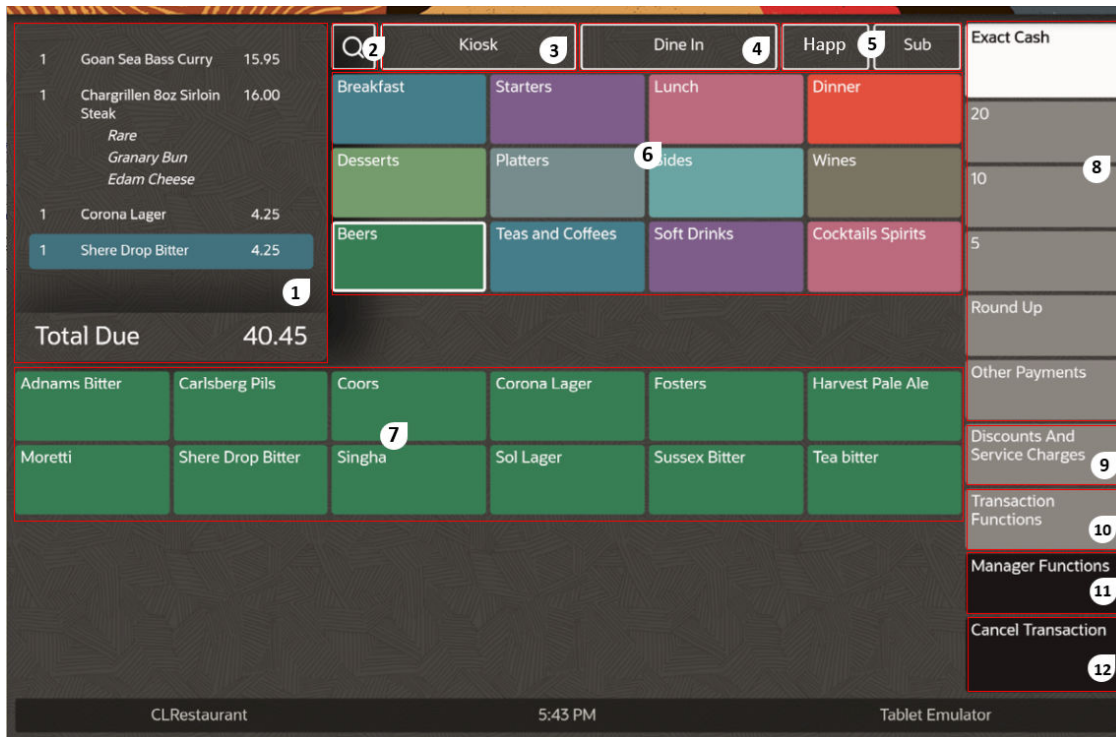 1 Goan Sea Bass Curry 15.95
1 Chargrillen 8oz Sirloin 16.00
Steak
Rare
Granary Bun
Edam Cheese
1 Corona Lager 4.25
1 Shere Drop Bitter 4.25
1
Total Due 40.45
2 Kiosk 3 Dine In 4 Happ 5 Sub
Breakfast Starters Lunch Dinner
6
Desserts Platters Sides Wines
Beers Teas and Coffees Soft Drinks Cocktails Spirits
Adnams Bitter Carlsberg Pils Coors Corona Lager Fosters Harvest Pale Ale
7
Moretti Shere Drop Bitter Singha Sol Lager Sussex Bitter Tea bitter
Exact Cash
20
8
10
5
Round Up
Other Payments
Discounts And
Service Charges 9
Transaction
Functions
10
Manager Functions
11
Cancel Transaction
12
CLRestaurant 5:43 PM Tablet Emulator